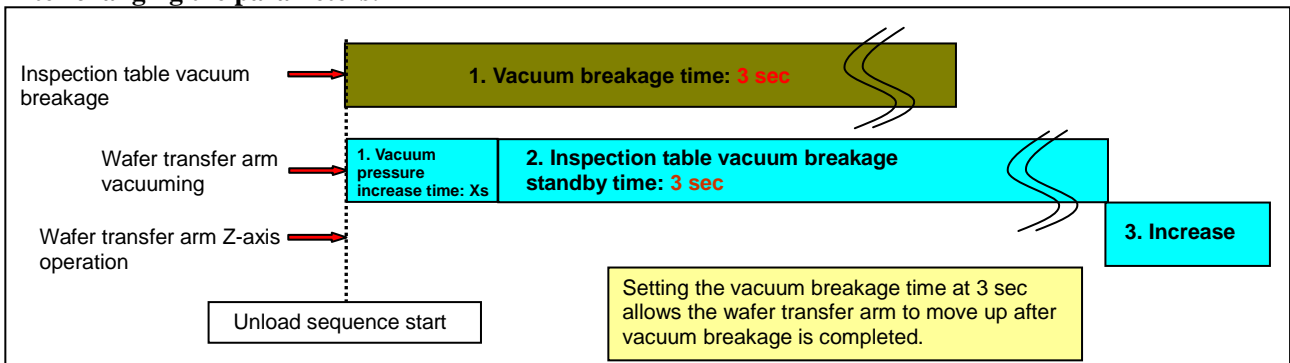 Inspection table vacuum
breakage
1. Vacuum breakage time: 3 sec
Wafer transfer arm
vacuuming
1. Vacuum
pressure
increase time: Xs
2. Inspection table vacuum breakage
standby time: 3 sec
Wafer transfer arm Z-axis
operation
3. Increase
Unload sequence start
Setting the vacuum breakage time at 3 sec
allows the wafer transfer arm to move up after
vacuum breakage is completed.